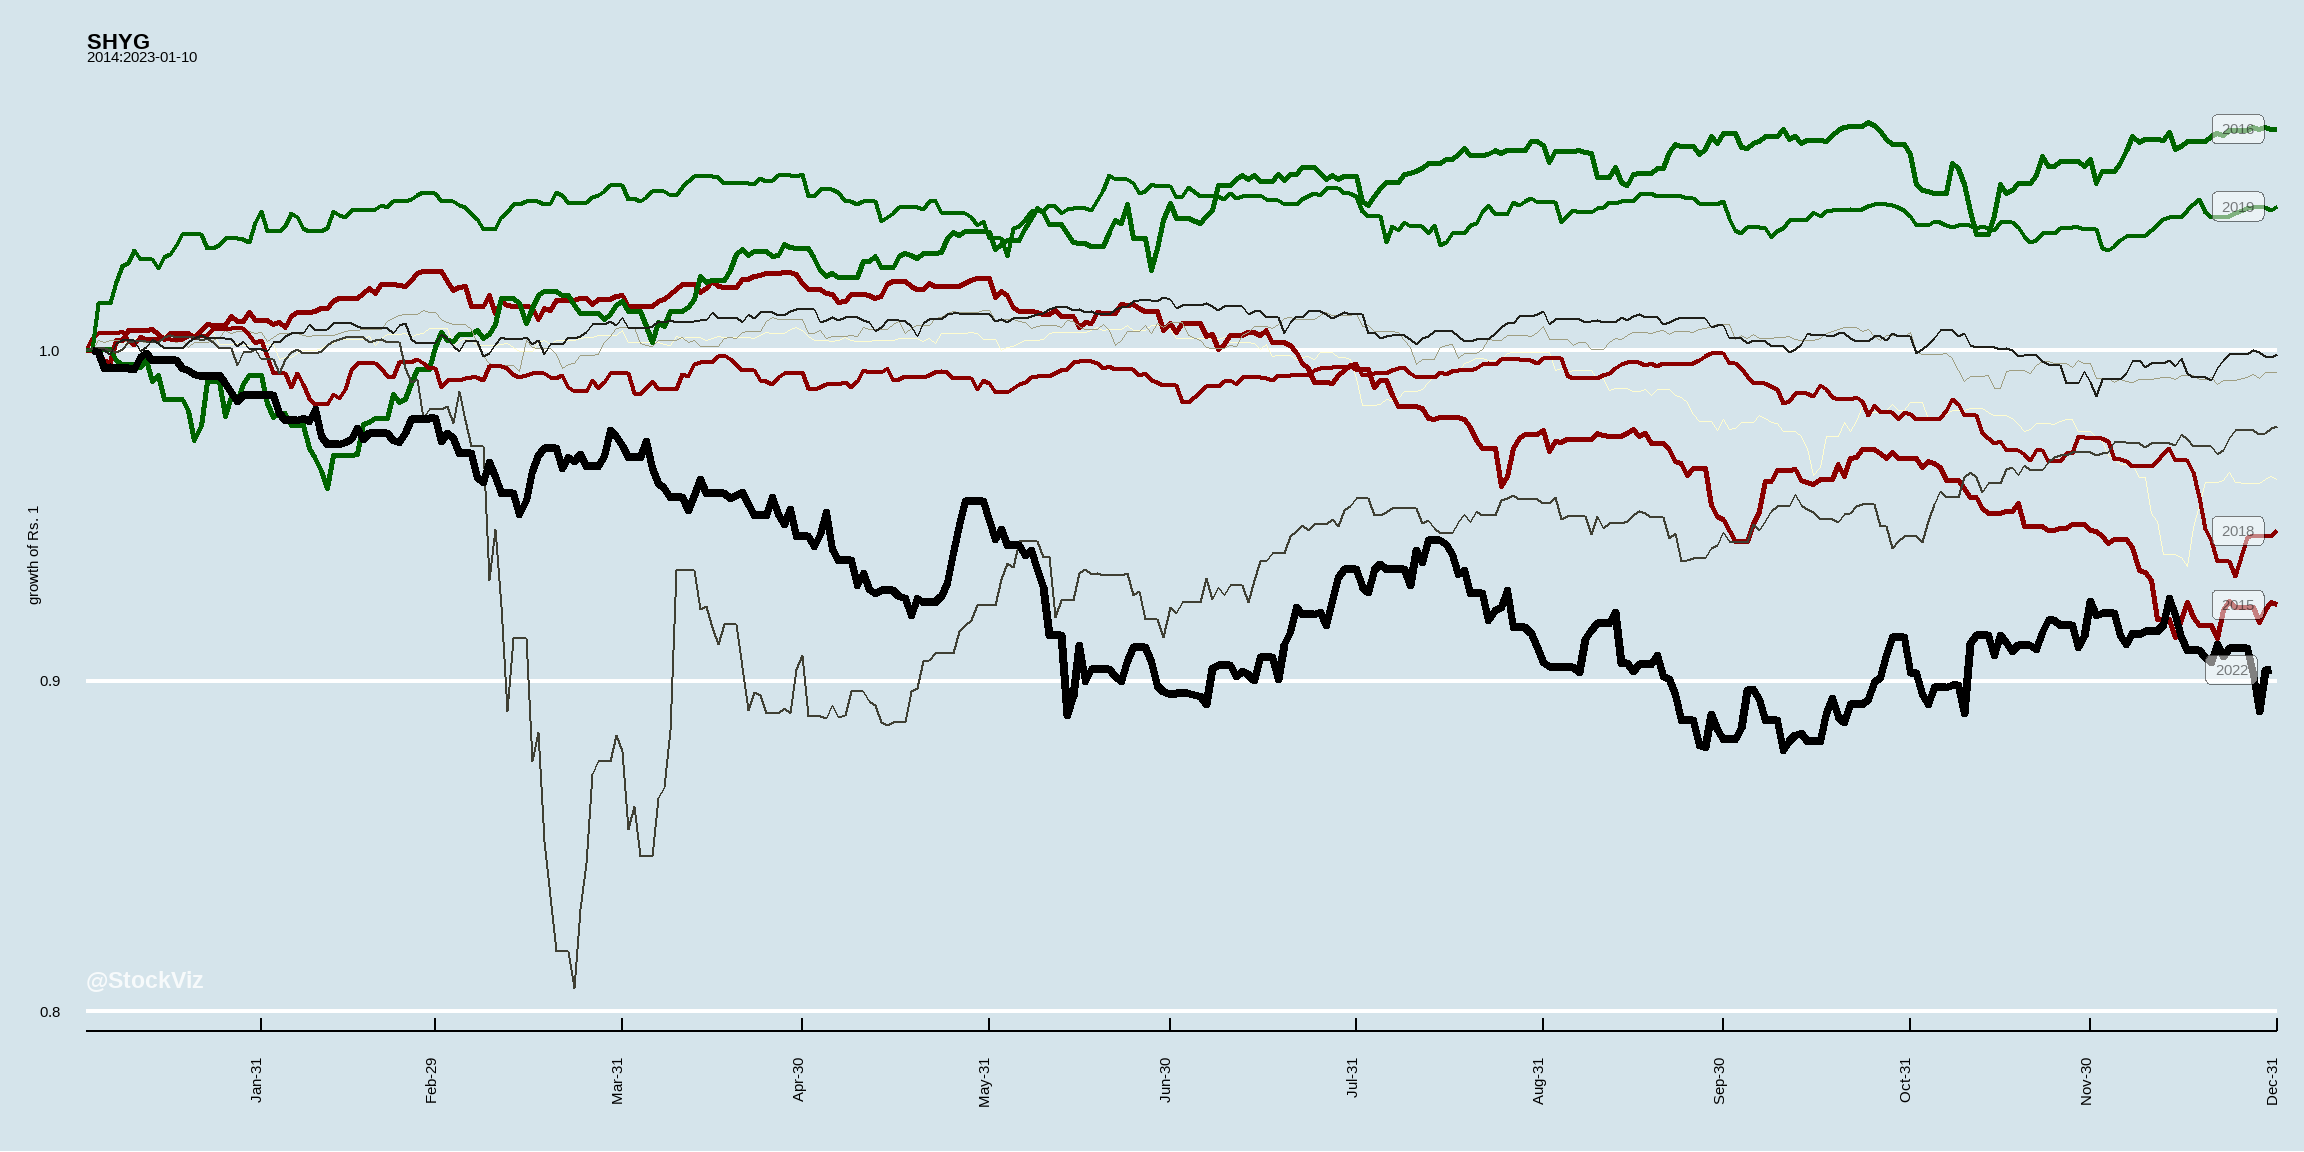 SHYG
2014:2023-01-10
2016
2019
1.0
growth of Rs. 1
2018
2015
2022
0.9
@StockViz
0.8
Jan-31
Feb-29
Mar-31
Apr-30
May-31
Jun-30
Jul-31
Aug-31
Sep-30
Oct-31
Nov-30
Dec-31